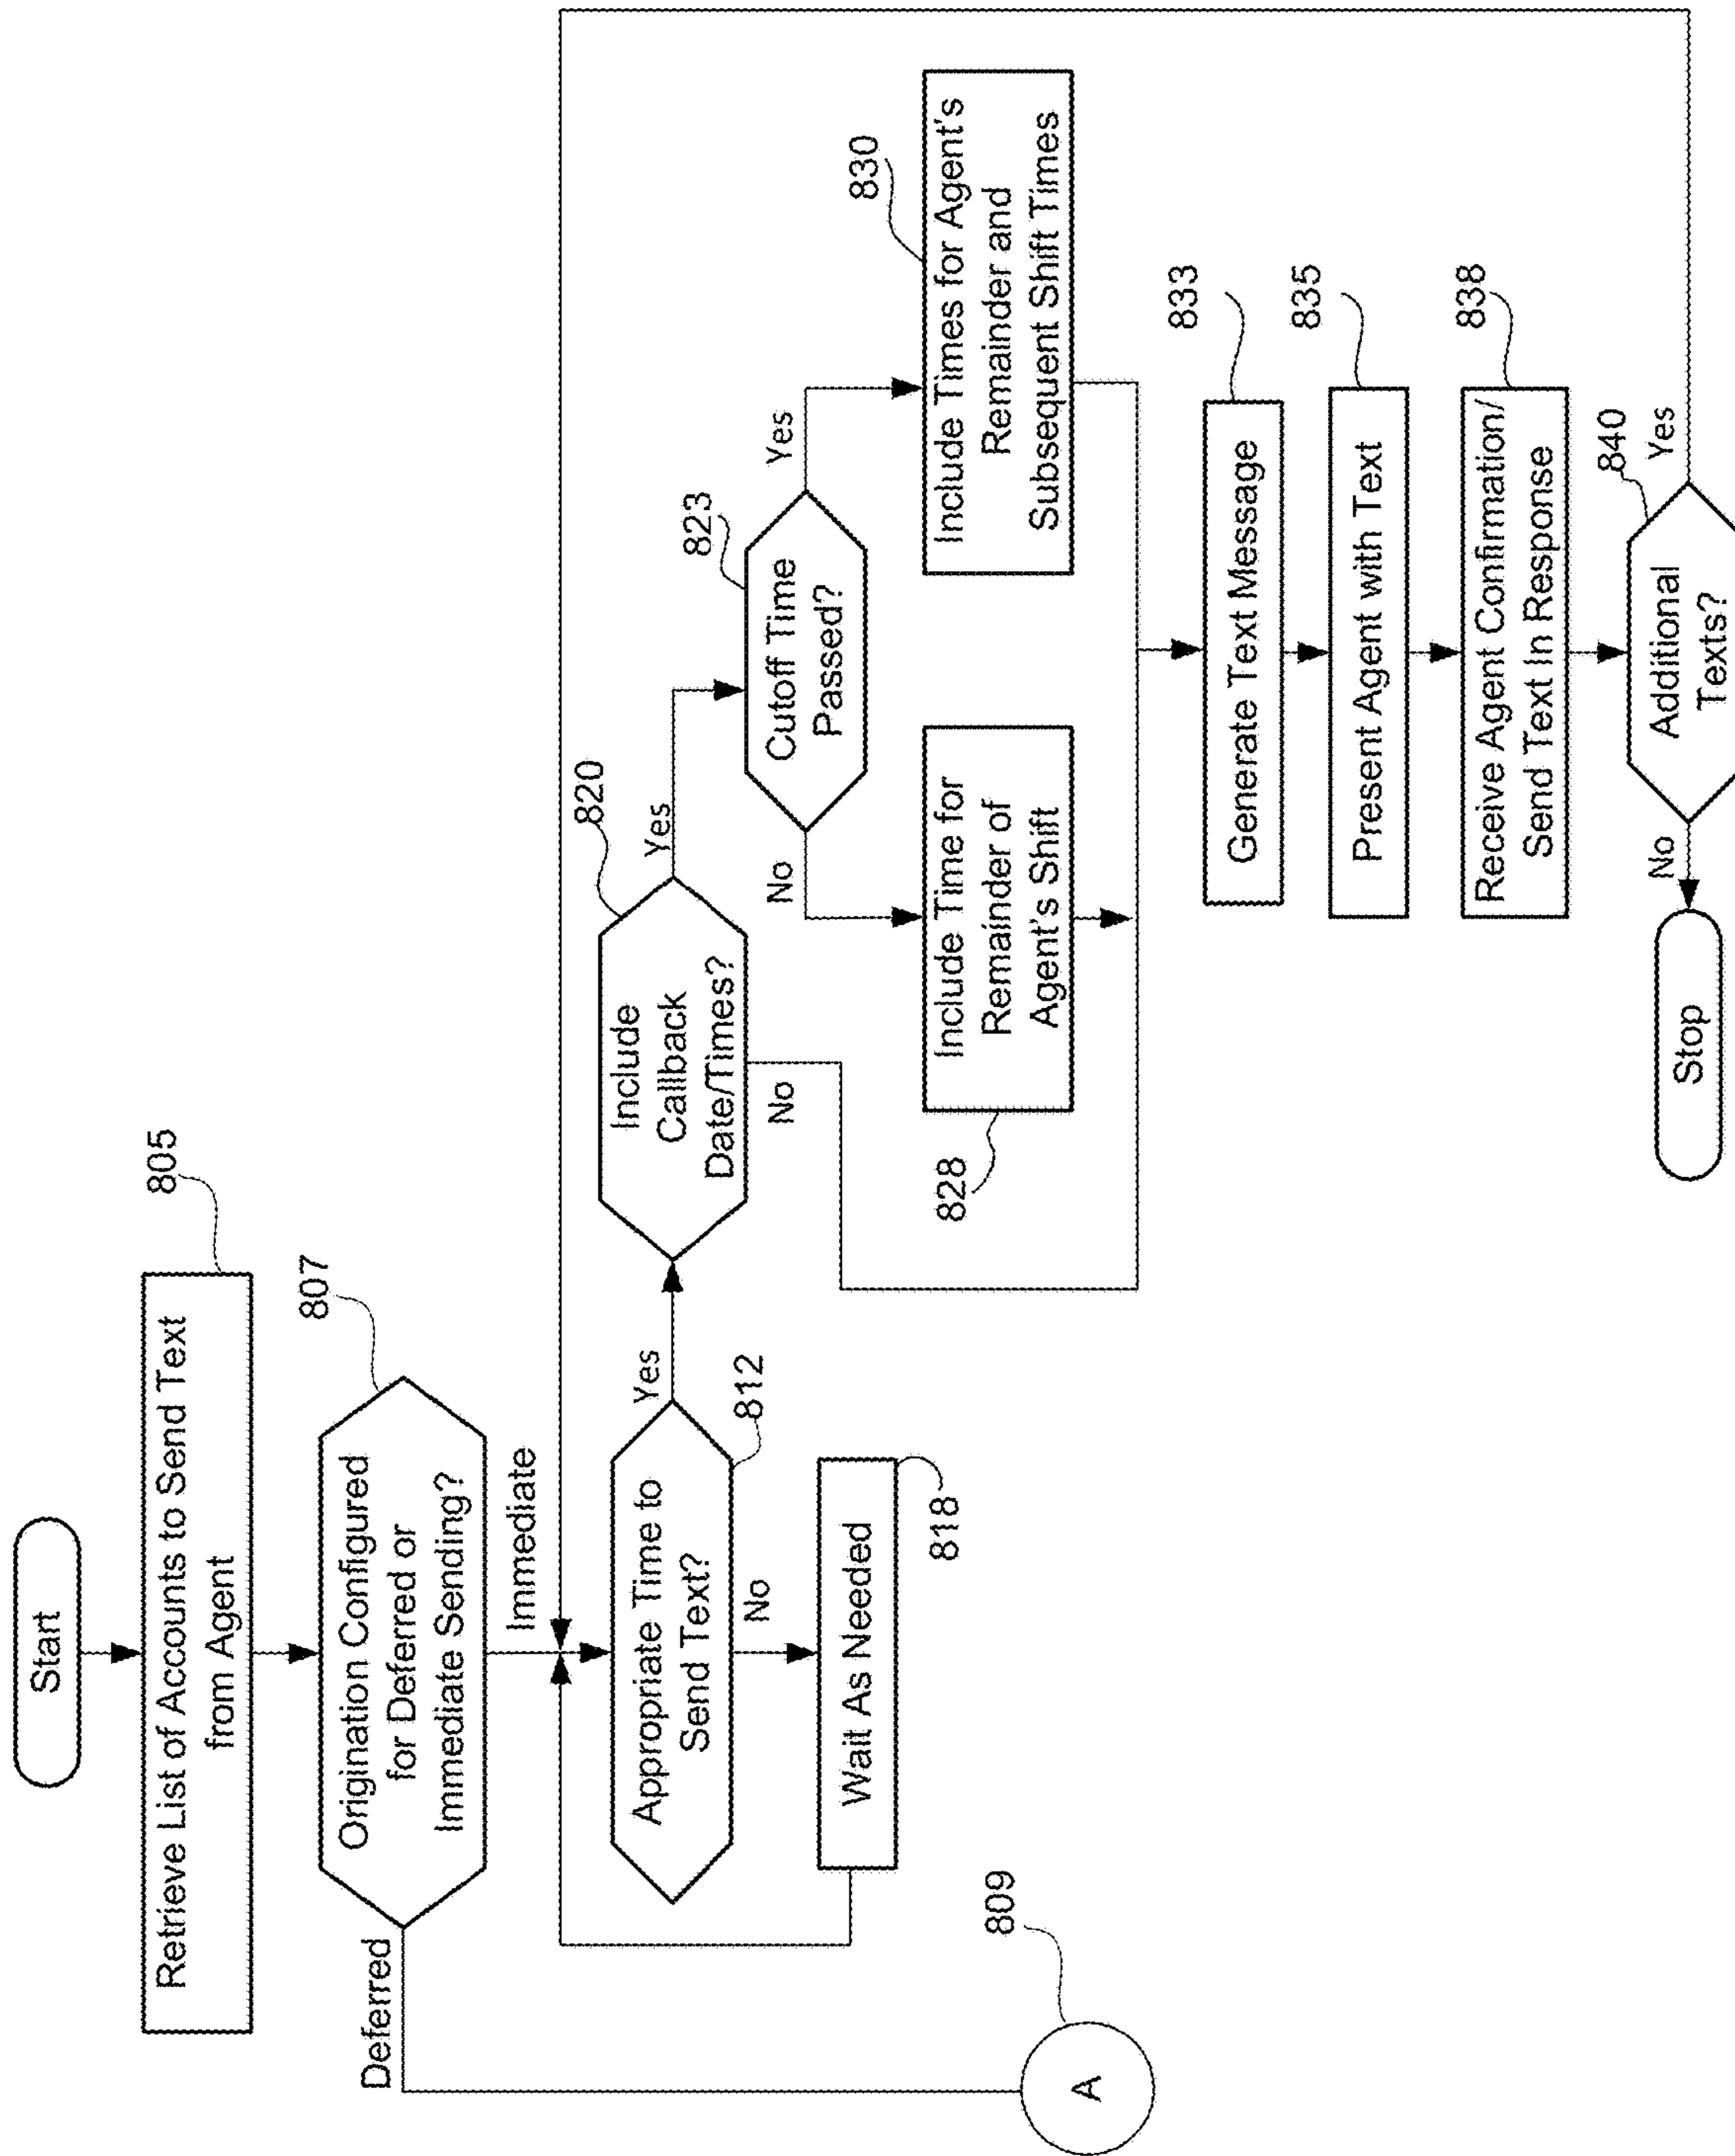 Start
805
Retrieve List of Accounts to Send Text
from Agent
807
Origination Configured
for Deferred or
Immediate Sending?
Deferred
Immediate
809
A
Appropriate Time to
Send Text?
812
Yes
No
Wait As Needed
818
820
Include
Callback
Date/Times?
Yes
No
823
Cutoff Time
Passed?
Yes
No
828
Include Time for
Remainder of
Agent's Shift
830
Include Times for Agent's
Remainder and
Subsequent Shift Times
833
Generate Text Message
835
Present Agent with Text
838
Receive Agent Confirmation/
Send Text In Response
840
Additional
Texts?
Yes
No
Stop